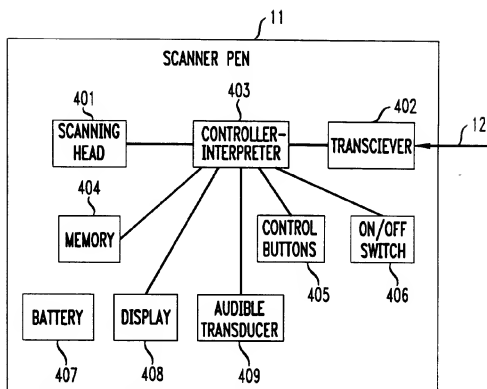 11
SCANNER PEN
401
403
402
12
SCANNING
HEAD
CONTROLLER-
INTERPRETER
TRANSCIEVER
404
MEMORY
CONTROL
BUTTONS
ON/OFF
SWITCH
405
406
BATTERY
DISPLAY
AUDIBLE
TRANSDUCER
407
408
409